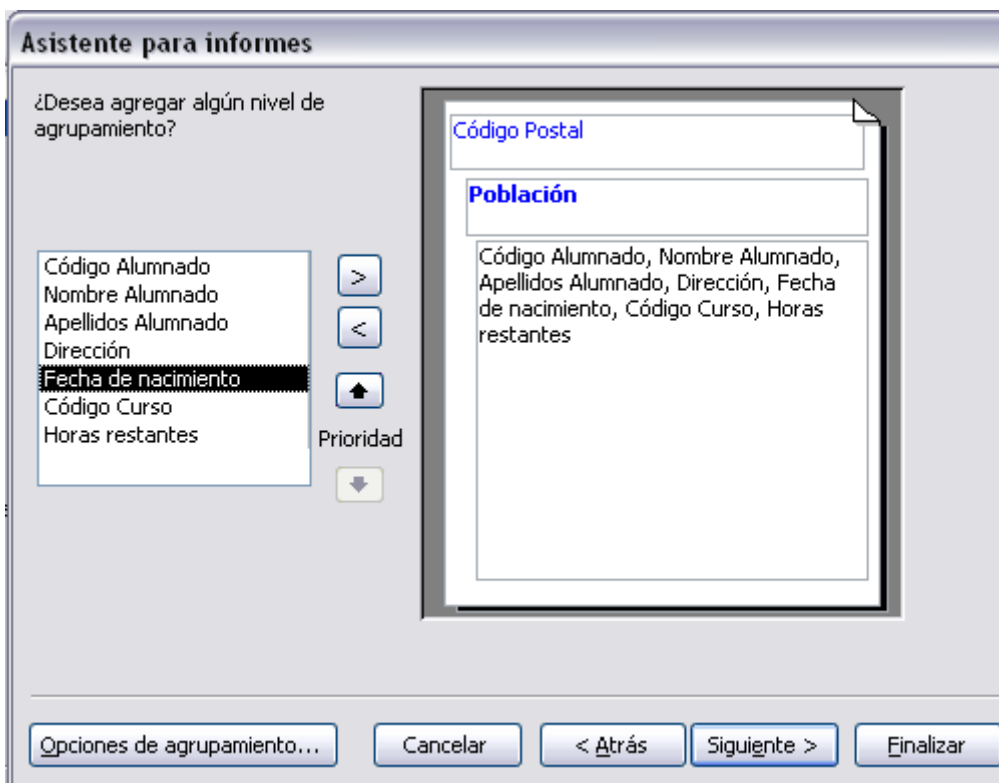 Asistente para informes
¿Desea agregar algún nivel de
agrupamiento?
Código Alumnado
Nombre Alumnado
Apellidos Alumnado
Dirección
Fecha de nacimiento
Código Curso
Horas restantes
>
<
Prioridad
Código Postal
Población
Código Alumnado, Nombre Alumnado,
Apellidos Alumnado, Dirección, Fecha
de nacimiento, Código Curso, Horas
restantes
Opciones de agrupamiento...
Cancelar
< Atrás
Siguiente >
Finalizar